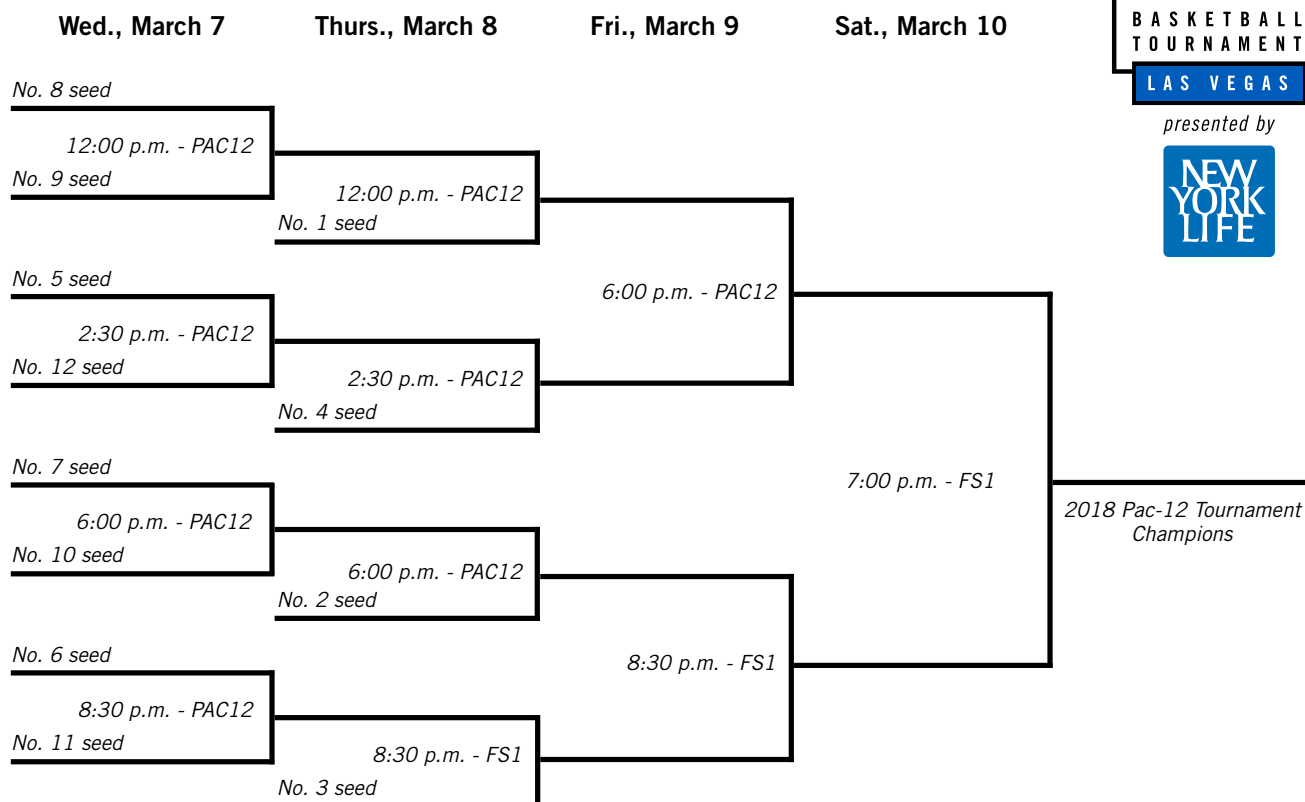 Wed., March 7
Thurs., March 8
Fri., March 9
Sat., March 10
BASKETBALL
TOURNAMENT
LAS VEGAS
presented by
NEW
YORK
LIFE
No. 8 seed
12:00 p.m. - PAC12
No. 9 seed
12:00 p.m. - PAC12
No. 1 seed
No. 5 seed
2:30 p.m. - PAC12
No. 12 seed
2:30 p.m. - PAC12
No. 4 seed
6:00 p.m. - PAC12
No. 7 seed
6:00 p.m. - PAC12
No. 10 seed
6:00 p.m. - PAC12
No. 2 seed
No. 6 seed
8:30 p.m. - PAC12
No. 11 seed
8:30 p.m. - FS1
No. 3 seed
8:30 p.m. - FS1
7:00 p.m. - FS1
2018 Pac-12 Tournament
Champions